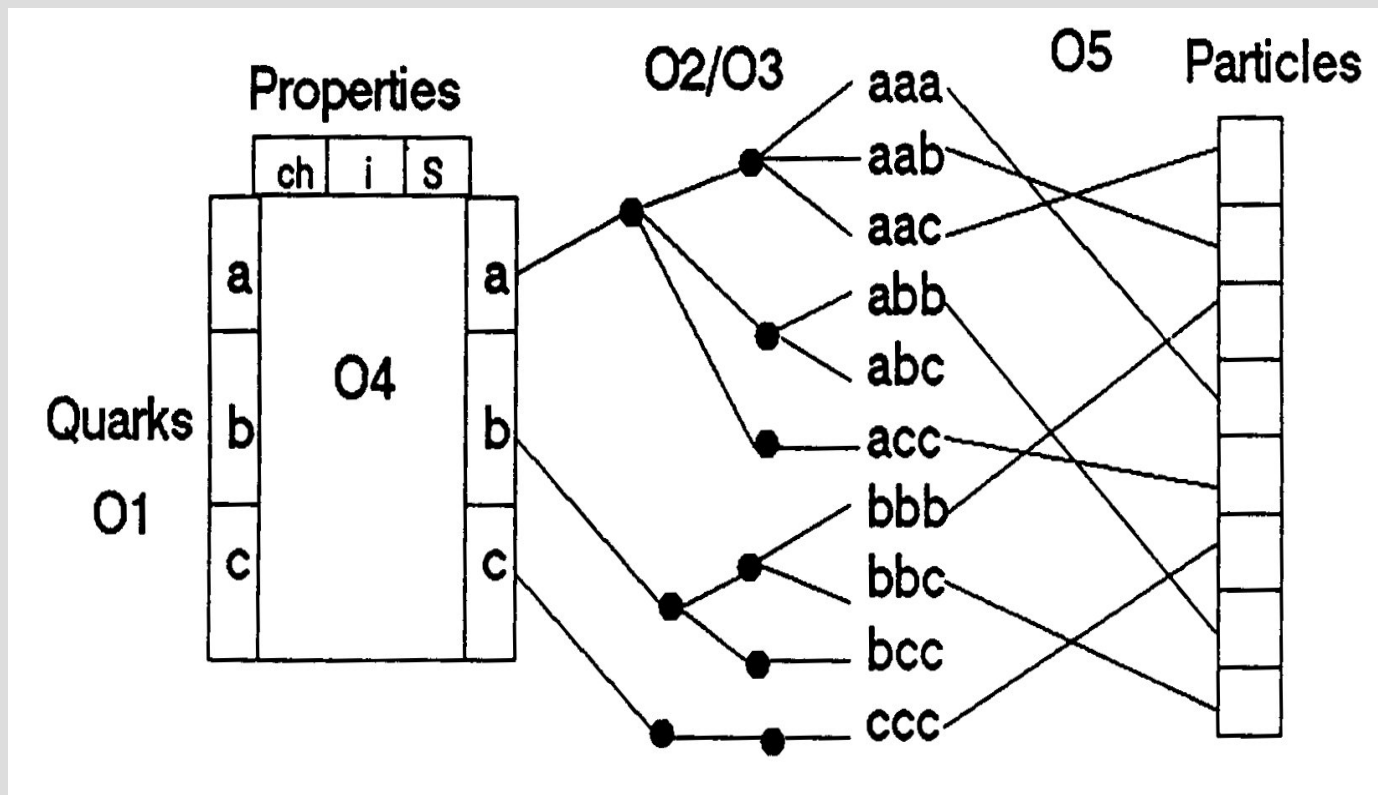 Properties
ch i S
a
b
c
Quarks
O1
O4
a
b
c
O2/O3
aaa
aab
aac
abb
abc
acc
bbb
bbc
bcc
ccc
O5
Particles